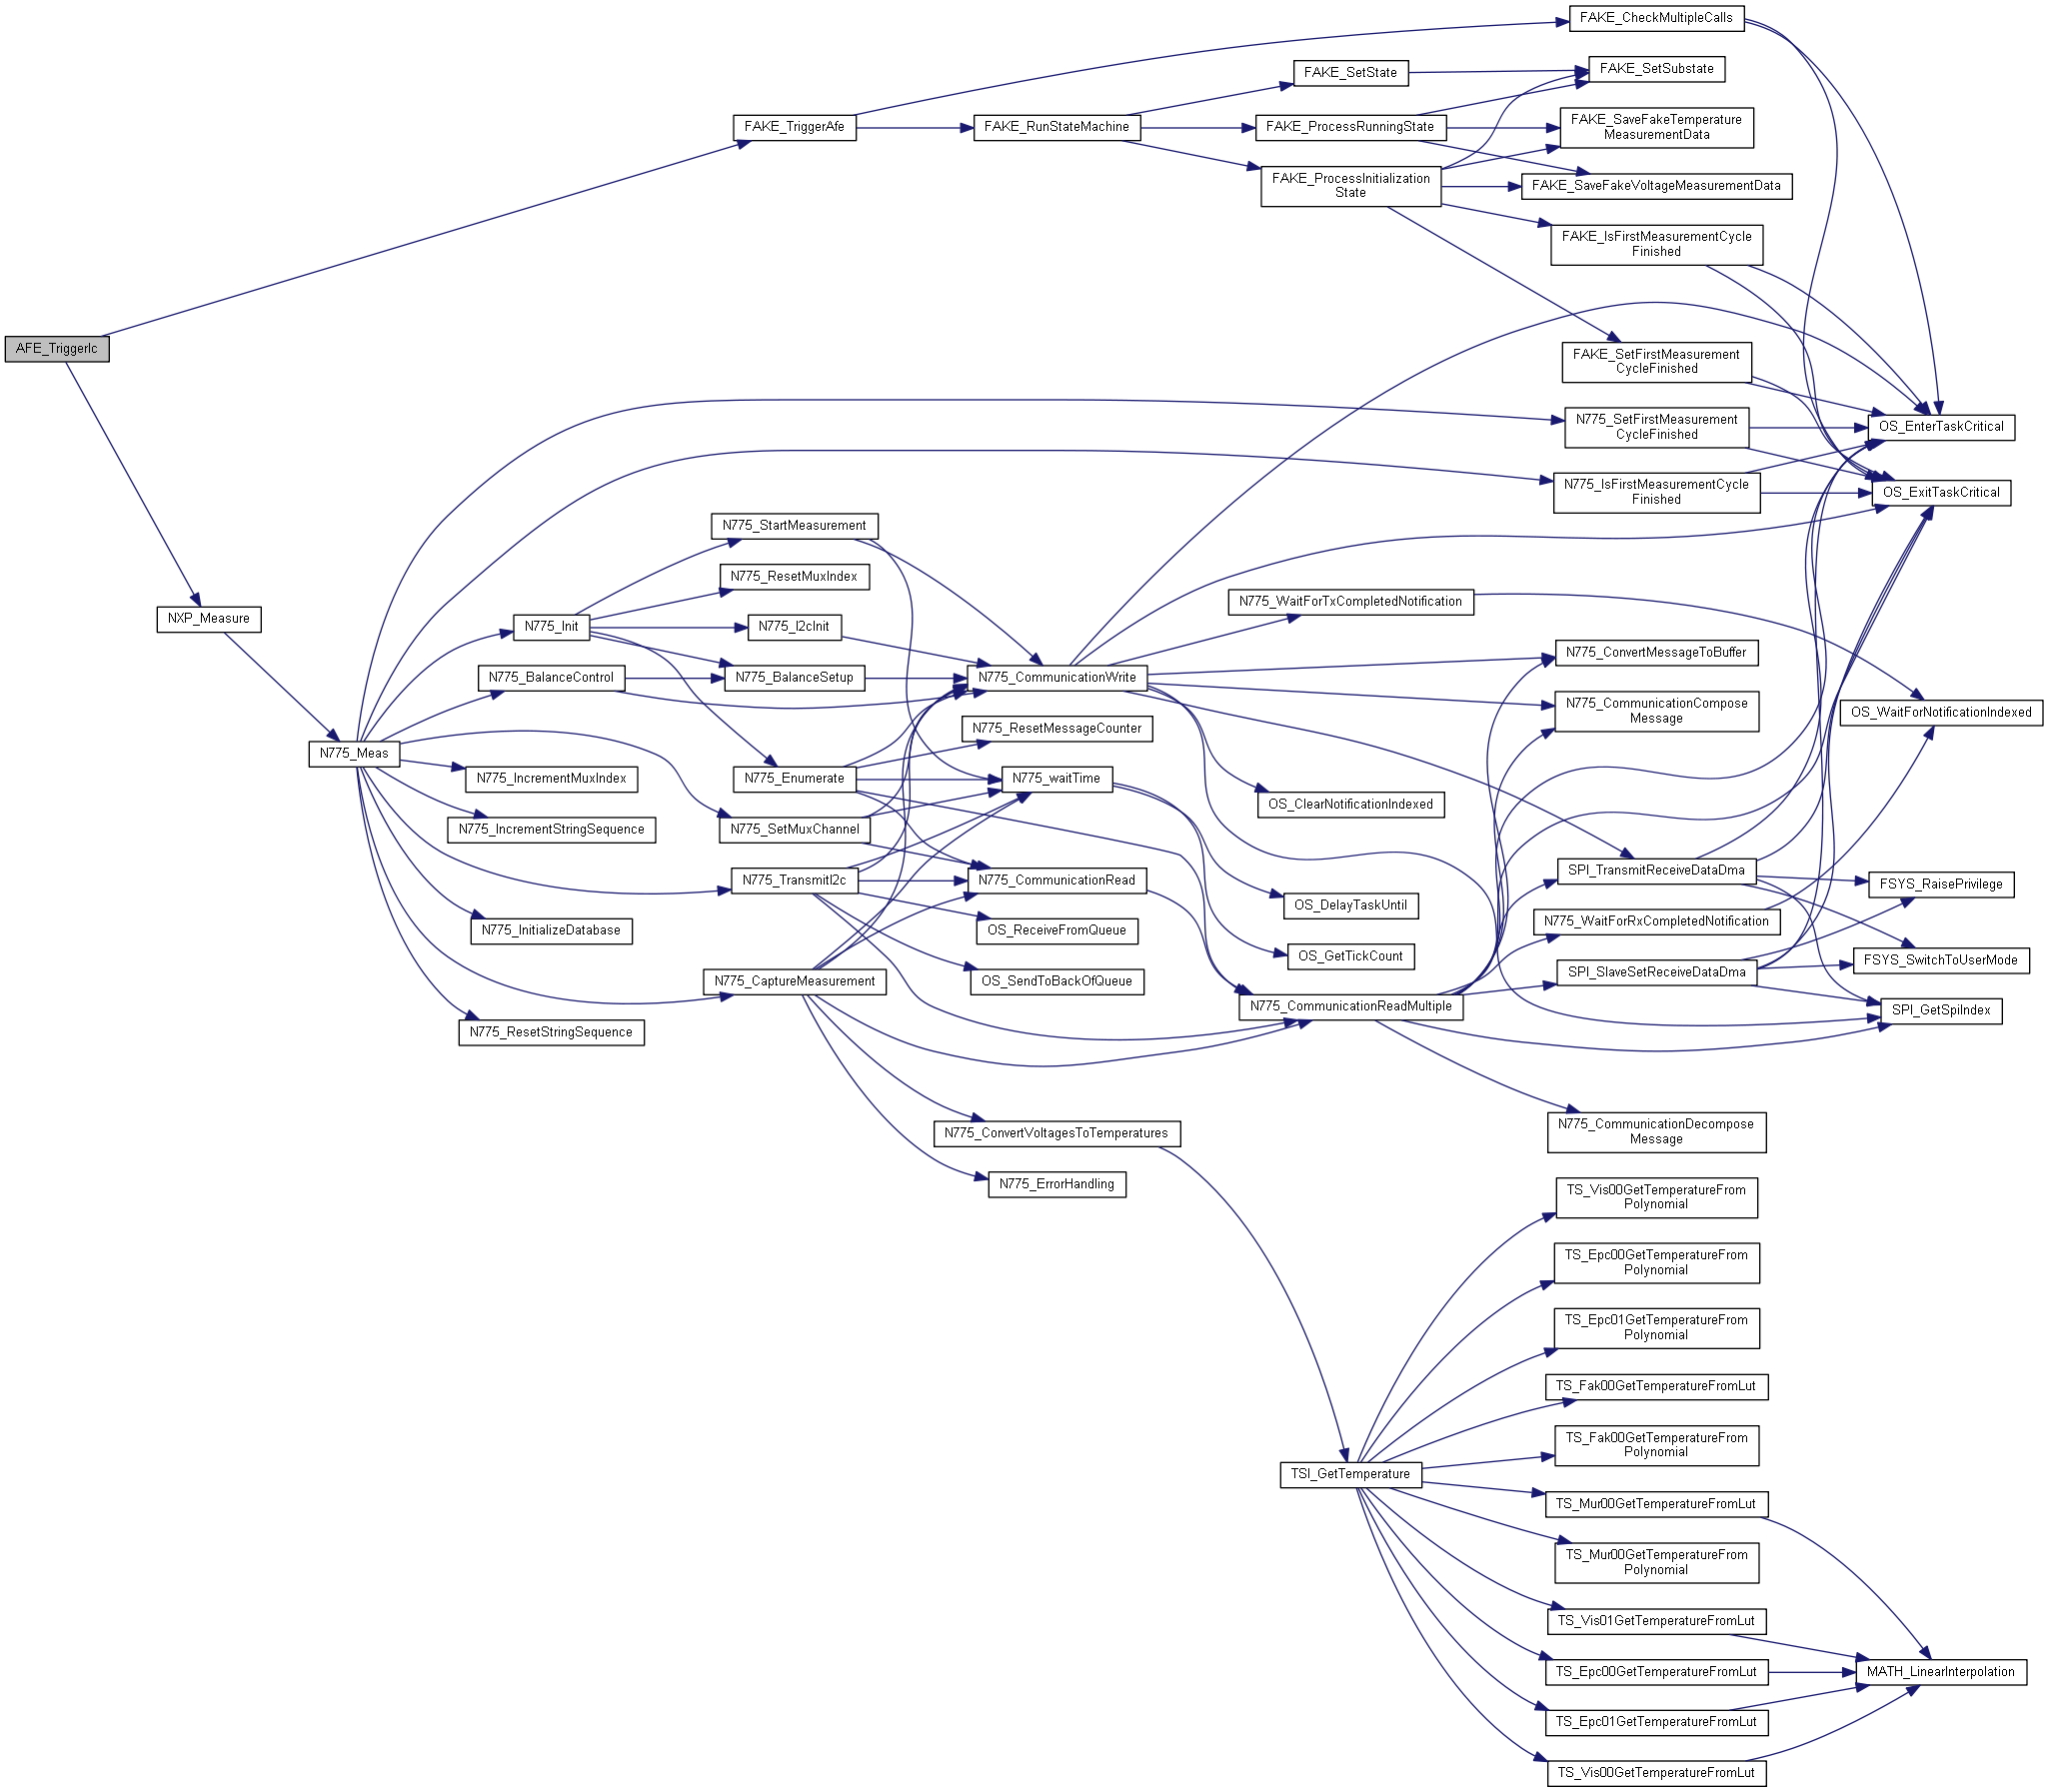 FAKE_CheckMultipleCalls
FAKE_SetState
FAKE_SetSubstate
FAKE_TriggerAfe
FAKE_RunStateMachine
FAKE_ProcessRunningState
FAKE_SaveFakeTemperature
MeasurementData
FAKE_ProcessInitialization
State
FAKE_SaveFakeVoltageMeasurementData
FAKE_IsFirstMeasurementCycle
Finished
AFE_TriggerIc
FAKE_SetFirstMeasurement
CycleFinished
N775_SetFirstMeasurement
CycleFinished
OS_EnterTaskCritical
N775_IsFirstMeasurementCycle
Finished
OS_ExitTaskCritical
N775_StartMeasurement
N775_ResetMuxIndex
N775_WaitForTxCompletedNotification
NXP_Measure
N775_Init
N775_I2cInit
N775_ConvertMessageToBuffer
N775_BalanceControl
N775_BalanceSetup
N775_CommunicationWrite
N775_CommunicationCompose
Message
OS_WaitForNotificationIndexed
N775_ResetMessageCounter
N775_Meas
N775_IncrementMuxIndex
N775_Enumerate
N775_waitTime
OS_ClearNotificationIndexed
N775_IncrementStringSequence
N775_SetMuxChannel
N775_TransmitI2c
N775_CommunicationRead
SPI_TransmitReceiveDataDma
FSYS_RaisePrivilege
OS_DelayTaskUntil
N775_InitializeDatabase
OS_ReceiveFromQueue
N775_WaitForRxCompletedNotification
OS_GetTickCount
FSYS_SwitchToUserMode
N775_CaptureMeasurement
OS_SendToBackOfQueue
SPI_SlaveSetReceiveDataDma
N775_CommunicationReadMultiple
SPI_GetSpiIndex
N775_ResetStringSequence
N775_ConvertVoltagesToTemperatures
N775_CommunicationDecompose
Message
N775_ErrorHandling
TS_Vis00GetTemperatureFrom
Polynomial
TS_Epc00GetTemperatureFrom
Polynomial
TS_Epc01GetTemperatureFrom
Polynomial
TS_Fak00GetTemperatureFromLut
TS_Fak00GetTemperatureFrom
Polynomial
TSI_GetTemperature
TS_Mur00GetTemperatureFromLut
TS_Mur00GetTemperatureFrom
Polynomial
TS_Vis01GetTemperatureFromLut
TS_Epc00GetTemperatureFromLut
MATH_LinearInterpolation
TS_Epc01GetTemperatureFromLut
TS_Vis00GetTemperatureFromLut